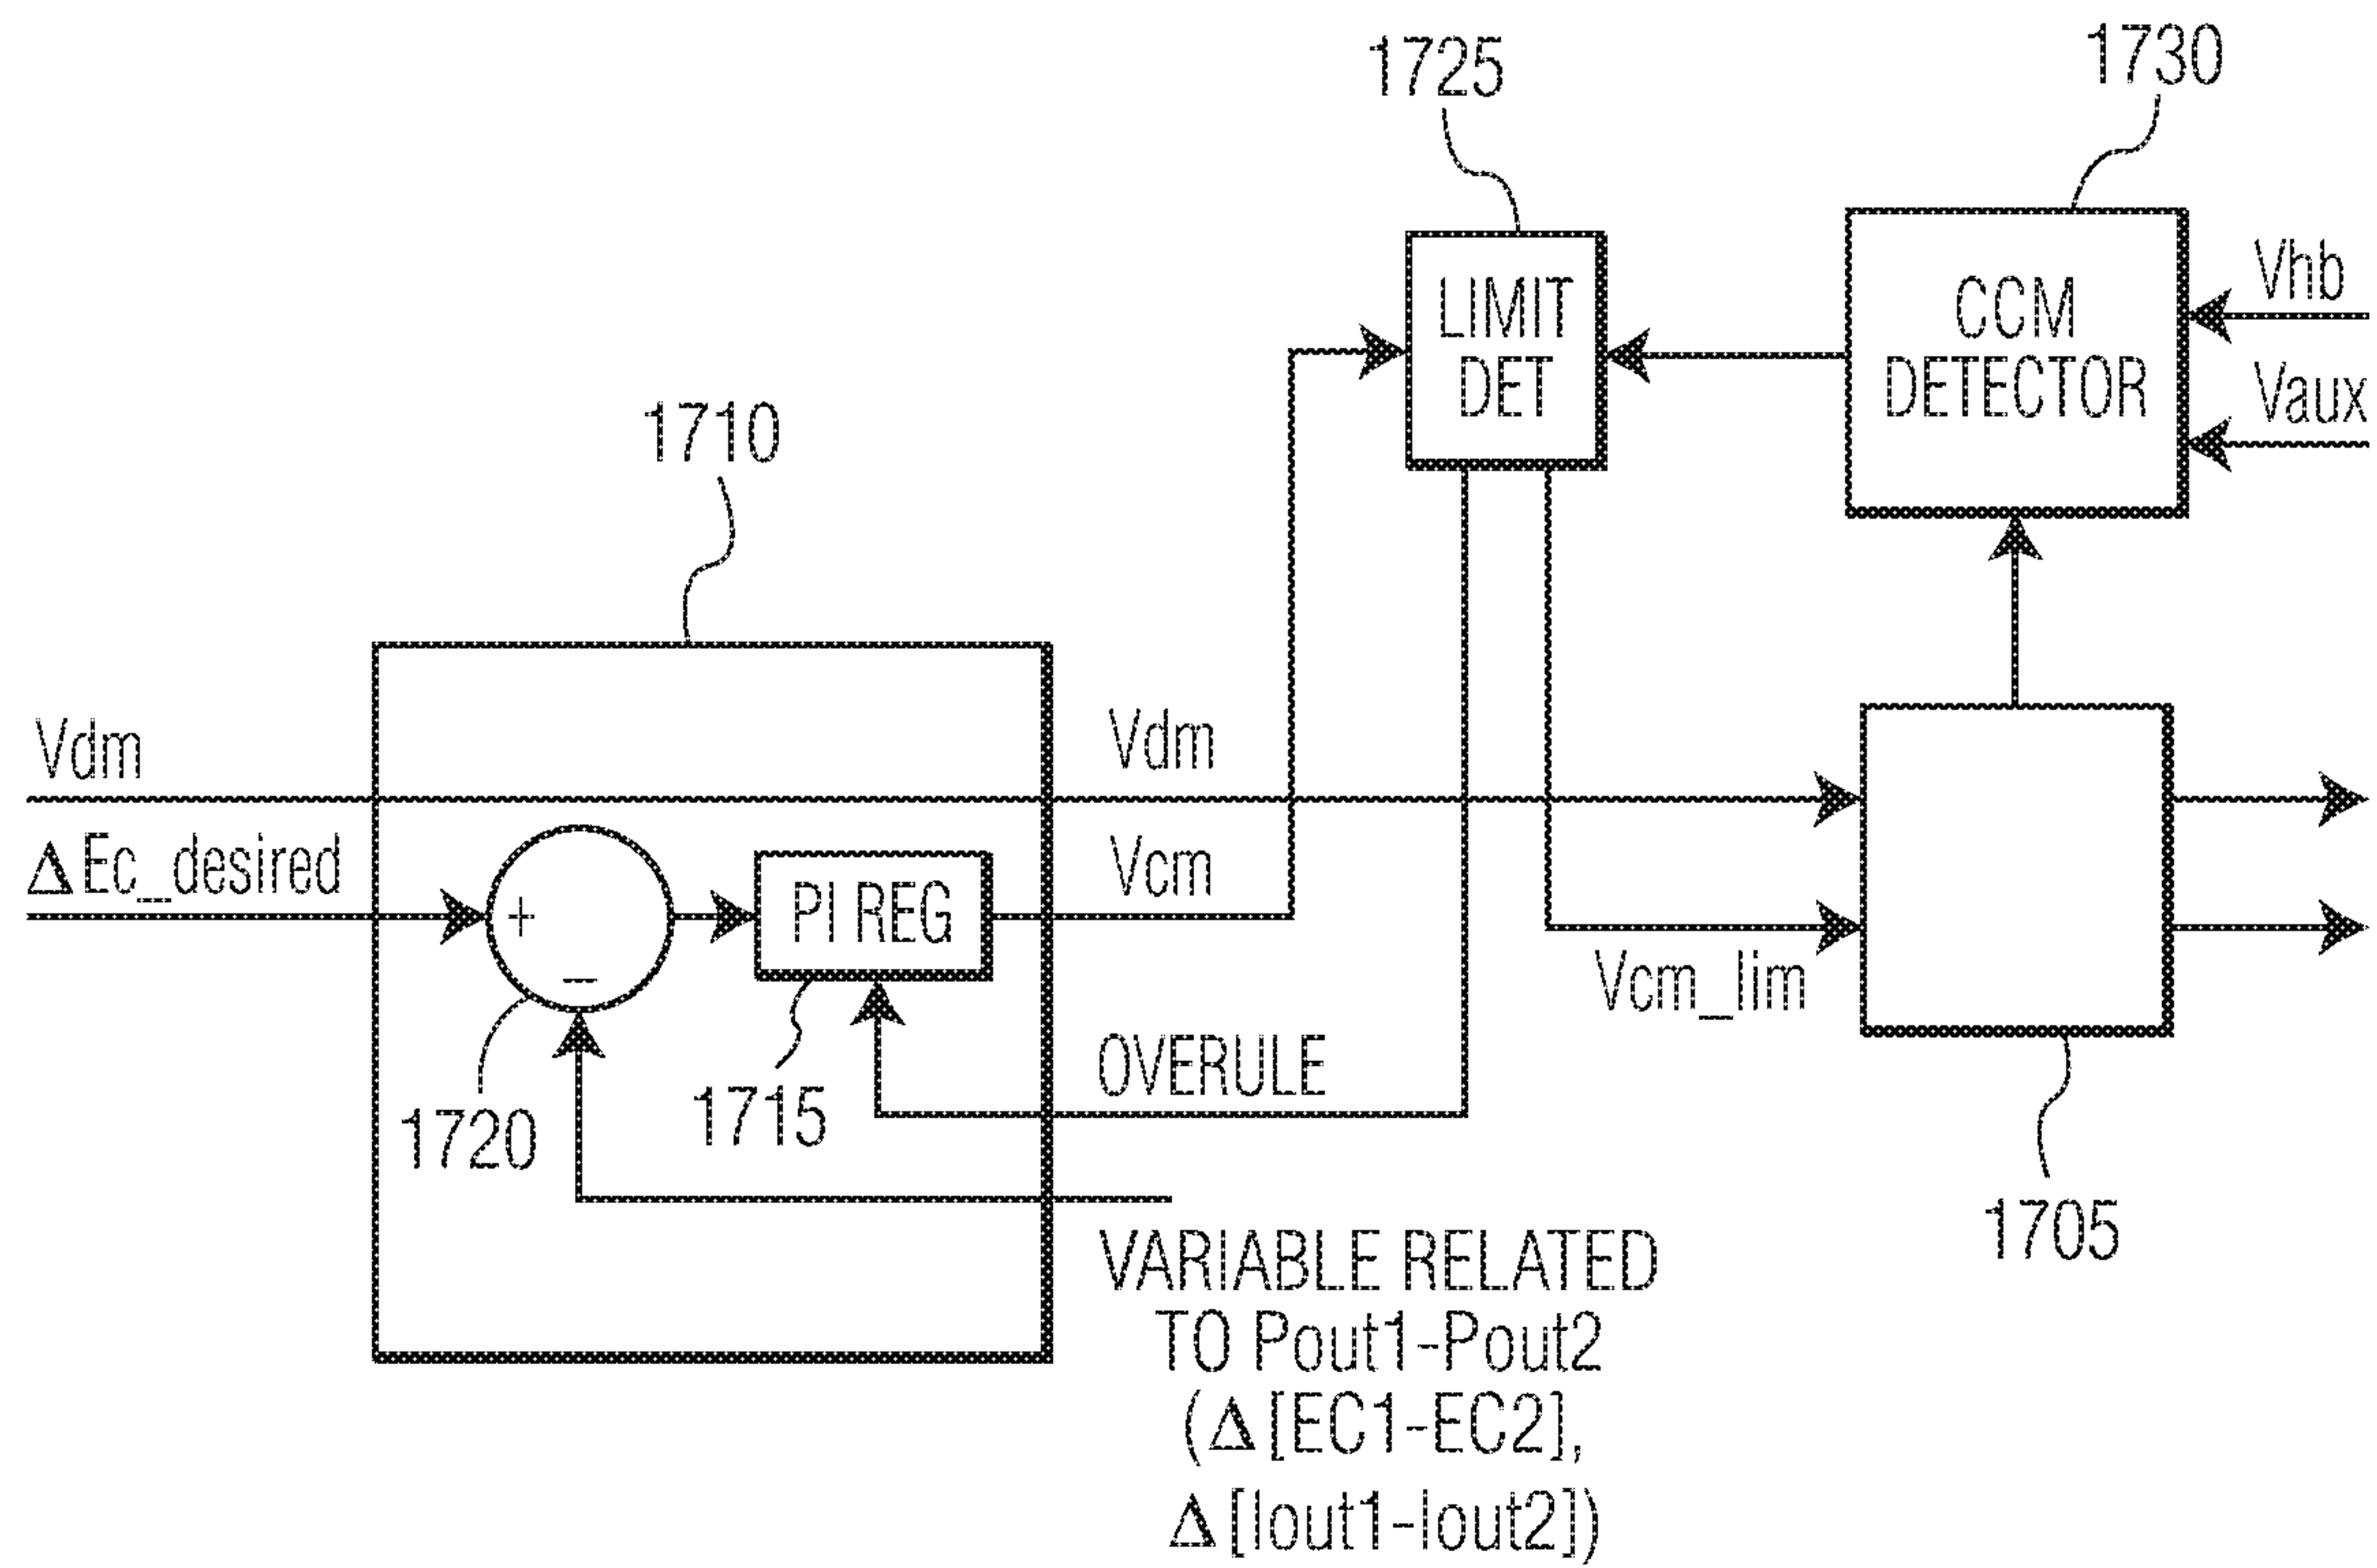 1725
1730
LIMIT
DET
CCM
DETECTOR
Vhb
Vaux
1710
Vdm
Vdm
ΔEc_desired
+
−
PI REG
Vcm
Vcm_lim
OVERULE
1720
1715
1705
VARIABLE RELATED
TO Pout1-Pout2
(Δ[EC1-EC2],
Δ[Iout1-Iout2])